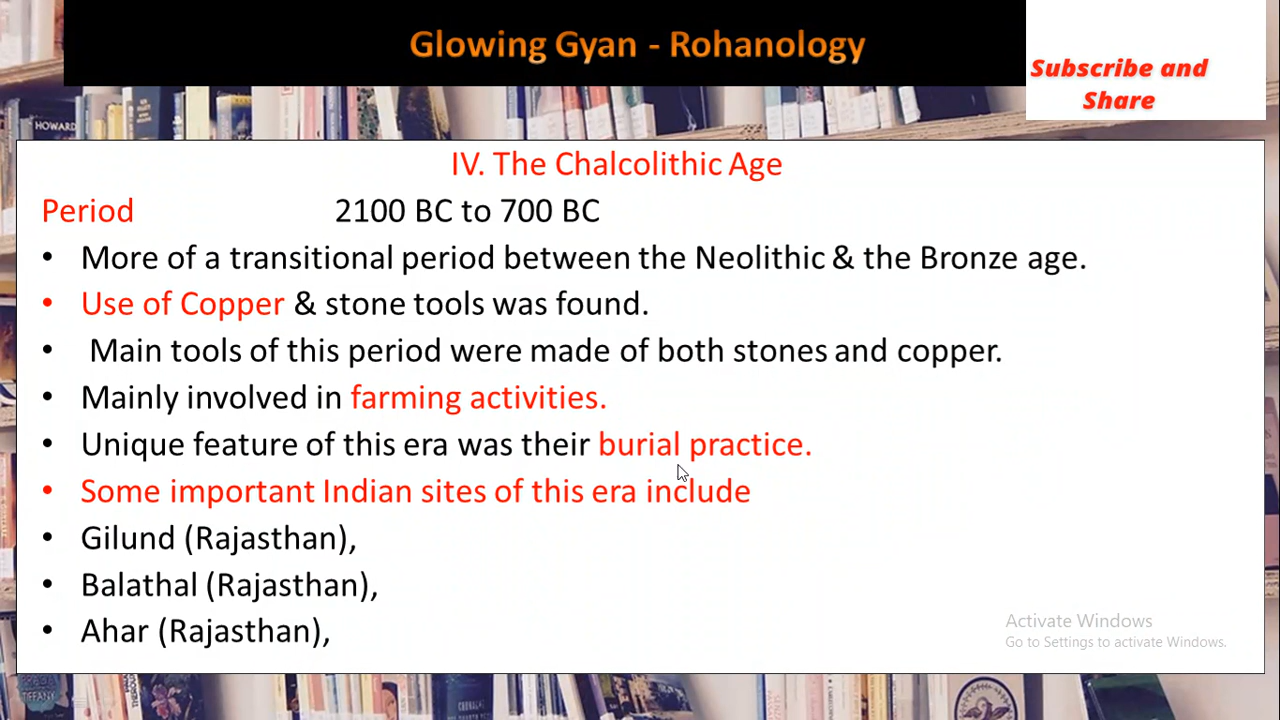 Glowing Gyan - Rohanology
Subscribe and
Share
HOWARD
IV. The Chalcolithic Age
Period 2100 BC to 700 BC
• More of a transitional period between the Neolithic & the Bronze age.
• Use of Copper & stone tools was found.
• Main tools of this period were made of both stones and copper.
• Mainly involved in farming activities.
• Unique feature of this era was their burial practice.
• Some important Indian sites of this era include
• Gilund (Rajasthan),
• Balathal (Rajasthan),
• Ahar (Rajasthan),
Activate Windows
Go to Settings to activate Windows.
TIFFANY